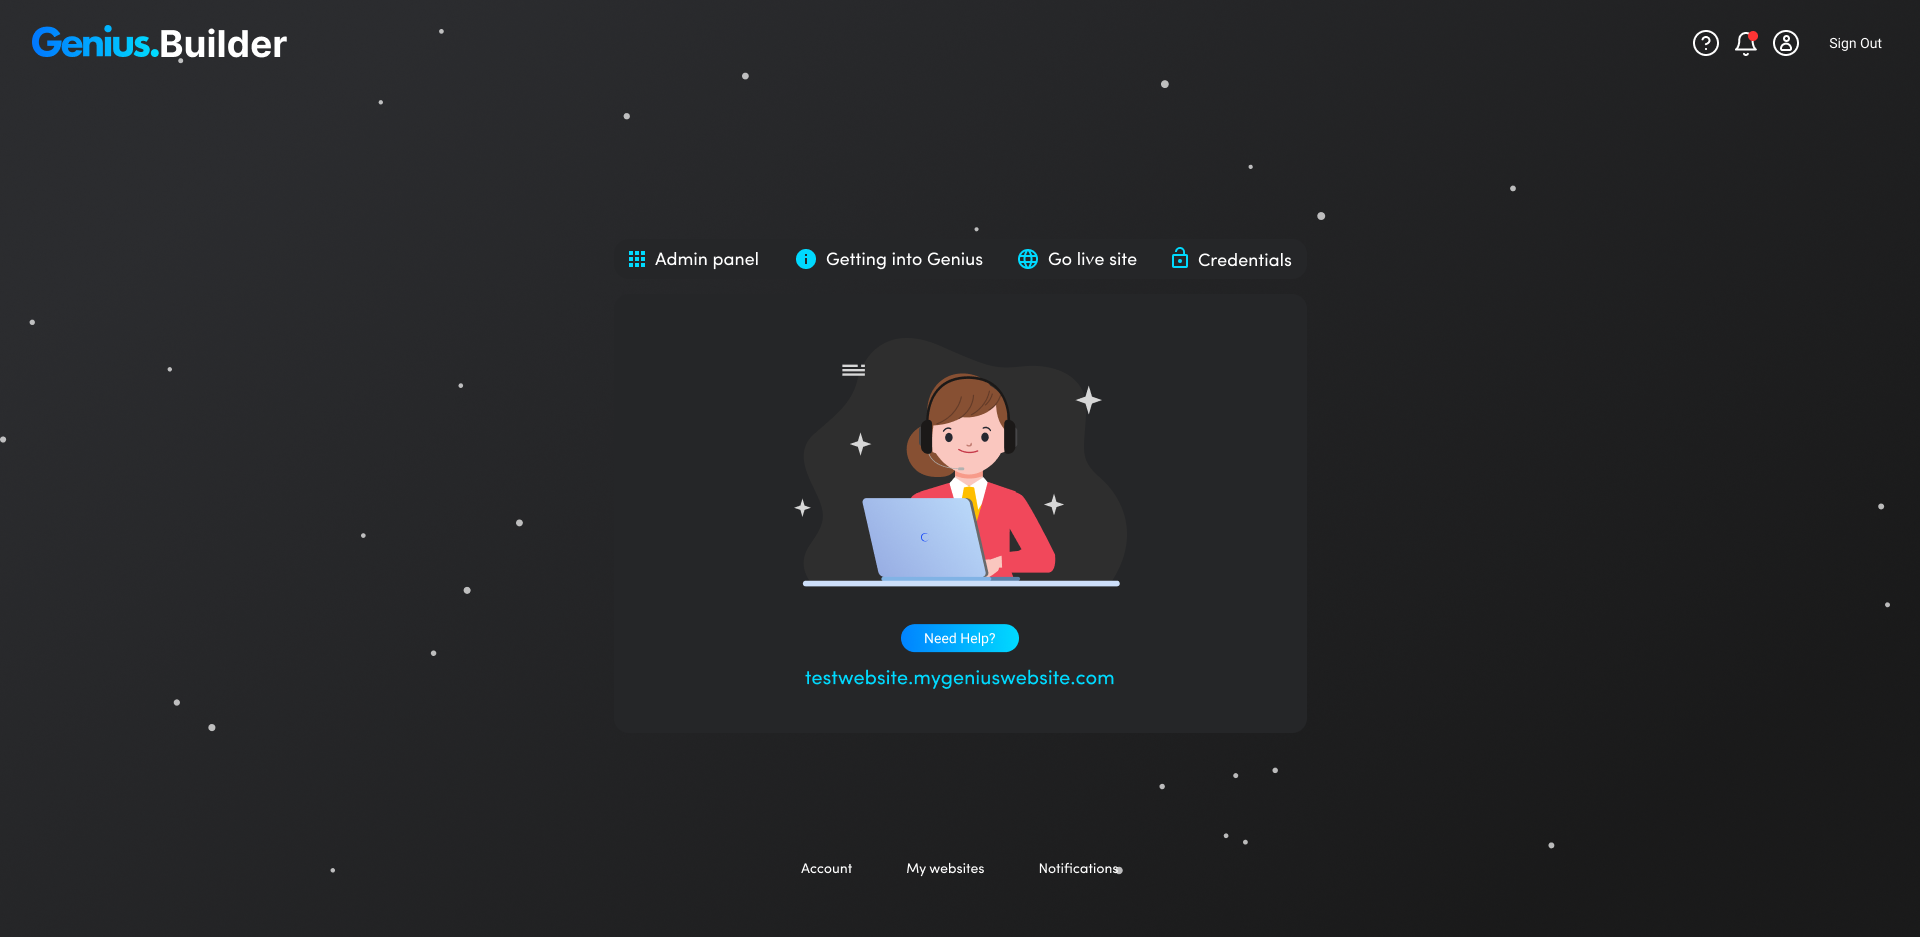 Genius.Builder
Sign Out
Admin panel
Getting into Genius
Go live site
Credentials
C
Need Help?
testwebsite.mygeniuswebsite.com
Account
My websites
Notifications